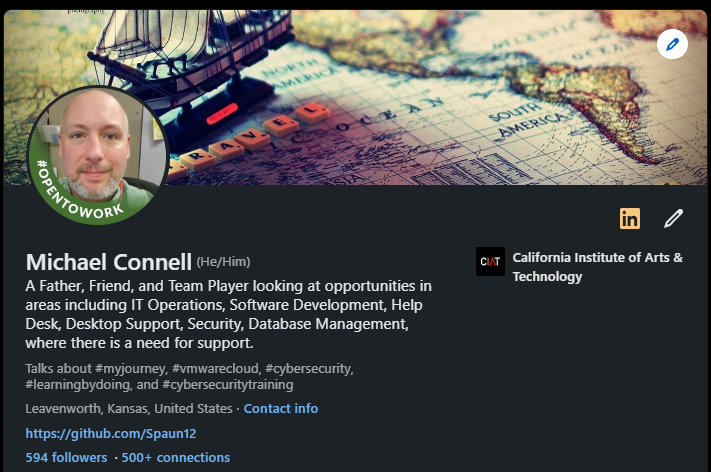 photography
NORTH
AMERICA
ATLANTIC
OCEAN
SOUTH
AMERICA
TRAVEL
#OPENTOWORK
in
Michael Connell (He/Him)
A Father, Friend, and Team Player looking at opportunities in
areas including IT Operations, Software Development, Help
Desk, Desktop Support, Security, Database Management,
where there is a need for support.
CIAT
California Institute of Arts &
Technology
Talks about #myjourney, #vmwarecloud, #cybersecurity,
#learningbydoing, and #cybersecuritytraining
Leavenworth, Kansas, United States · Contact info
https://github.com/Spaun12
594 followers · 500+ connections